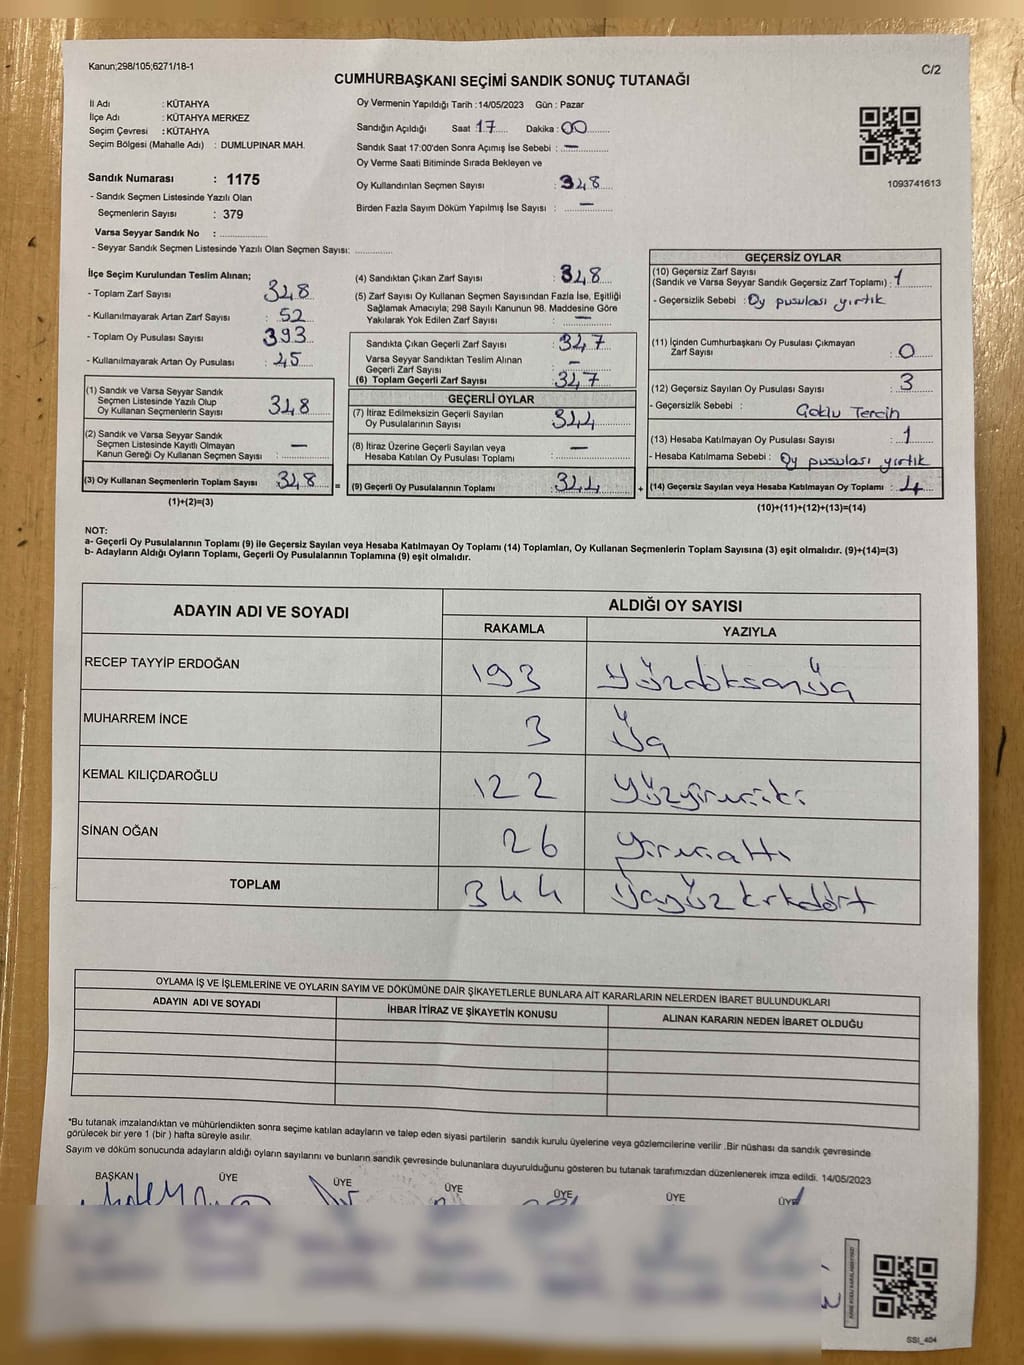 Kanun;298/105;6271/18-1
C/2
CUMHURBAŞKANI SEÇİMİ SANDIK SONUÇ TUTANAĞI
İl Adı : KÜTAHYA
İlçe Adı : KÜTAHYA MERKEZ
Seçim Çevresi : KÜTAHYA
Seçim Bölgesi (Mahalle Adı) : DUMLUPINAR MAH.
Sandık Numarası : 1175
- Sandık Seçmen Listesinde Yazılı Olan
Seçmenlerin Sayısı : 379
Varsa Seyyar Sandık No : ................
- Seyyar Sandık Seçmen Listesinde Yazılı Olan Seçmen Sayısı: ............
Oy Vermenin Yapıldığı Tarih : 14/05/2023 Gün : Pazar
Sandığın Açıldığı Saat 17 Dakika : 00
Sandık Saat 17:00'den Sonra Açımış İse Sebebi : —
Oy Verme Saati Bitiminde Sırada Bekleyen ve
Oy Kullandırılan Seçmen Sayısı : 348
Birden Fazla Sayım Döküm Yapılmış İse Sayısı : —
1093741613
İlçe Seçim Kurulundan Teslim Alınan;
- Toplam Zarf Sayısı 348
- Kullanılmayarak Artan Zarf Sayısı : 52
- Toplam Oy Pusulası Sayısı : 393
- Kullanılmayarak Artan Oy Pusulası : 45
(1) Sandık ve Varsa Seyyar Sandık
Seçmen Listesinde Yazılı Olup
Oy Kullanan Seçmenlerin Sayısı : 348
(2) Sandık ve Varsa Seyyar Sandık
Seçmen Listesinde Kayıtlı Olmayan
Kanun Gereği Oy Kullanan Seçmen Sayısı : —
(3) Oy Kullanan Seçmenlerin Toplam Sayısı : 348
(1)+(2)=(3)
=
(4) Sandıktan Çıkan Zarf Sayısı : 348
(5) Zarf Sayısı Oy Kullanan Seçmen Sayısından Fazla İse, Eşitliği
Sağlamak Amacıyla; 298 Sayılı Kanunun 98. Maddesine Göre
Yakılarak Yok Edilen Zarf Sayısı : —
Sandıkta Çıkan Geçerli Zarf Sayısı : 347
Varsa Seyyar Sandıktan Teslim Alınan
Geçerli Zarf Sayısı : —
(6) Toplam Geçerli Zarf Sayısı : 347
GEÇERLİ OYLAR
(7) İtiraz Edilmeksizin Geçerli Sayılan
Oy Pusulalarının Sayısı : 344
(8) İtiraz Üzerine Geçerli Sayılan veya
Hesaba Katılan Oy Pusulası Toplamı : —
(9) Geçerli Oy Pusulalarının Toplamı : 344
+
GEÇERSİZ OYLAR
(10) Geçersiz Zarf Sayısı
(Sandık ve Varsa Seyyar Sandık Geçersiz Zarf Toplamı) : 1
- Geçersizlik Sebebi : Oy pusulası yırtık
(11) İçinden Cumhurbaşkanı Oy Pusulası Çıkmayan
Zarf Sayısı : 0
(12) Geçersiz Sayılan Oy Pusulası Sayısı : 3
- Geçersizlik Sebebi : Çoklu Tercih
(13) Hesaba Katılmayan Oy Pusulası Sayısı : 1
- Hesaba Katılmama Sebebi : Oy pusulası yırtık
(14) Geçersiz Sayılan veya Hesaba Katılmayan Oy Toplamı : 4
(10)+(11)+(12)+(13)=(14)
NOT:
a- Geçerli Oy Pusulalarının Toplamı (9) ile Geçersiz Sayılan veya Hesaba Katılmayan Oy Toplamı (14) Toplamları, Oy Kullanan Seçmenlerin Toplam Sayısına (3) eşit olmalıdır. (9)+(14)=(3)
b- Adayların Aldığı Oyların Toplamı, Geçerli Oy Pusulalarının Toplamına (9) eşit olmalıdır.
ADAYIN ADI VE SOYADI ALDIĞI OY SAYISI
RAKAMLA YAZIYLA
RECEP TAYYİP ERDOĞAN 193 Yüzdoksanüç
MUHARREM İNCE 3 Üç
KEMAL KILIÇDAROĞLU 122 Yüzyirmiiki
SİNAN OĞAN 26 Yirmialtı
TOPLAM 344 Üçyüzkırkdört
OYLAMA İŞ VE İŞLEMLERİNE VE OYLARIN SAYIM VE DÖKÜMÜNE DAİR ŞİKAYETLERLE BUNLARA AİT KARARLARIN NELERDEN İBARET BULUNDUKLARI
ADAYIN ADI VE SOYADI İHBAR İTİRAZ VE ŞİKAYETİN KONUSU ALINAN KARARIN NEDEN İBARET OLDUĞU
*Bu tutanak imzalandıktan ve mühürlendikten sonra seçime katılan adayların ve talep eden siyasi partilerin sandık kurulu üyelerine veya gözlemcilerine verilir .Bir nüshası da sandık çevresinde
görülecek bir yere 1 (bir ) hafta süreyle asılır.
Sayım ve döküm sonucunda adayların aldığı oyların sayılarını ve bunların sandık çevresinde bulunanlara duyurulduğunu gösteren bu tutanak tarafımızdan düzenlenerek imza edildi. 14/05/2023
BAŞKAN ÜYE ÜYE ÜYE ÜYE ÜYE ÜYE
SSI_404